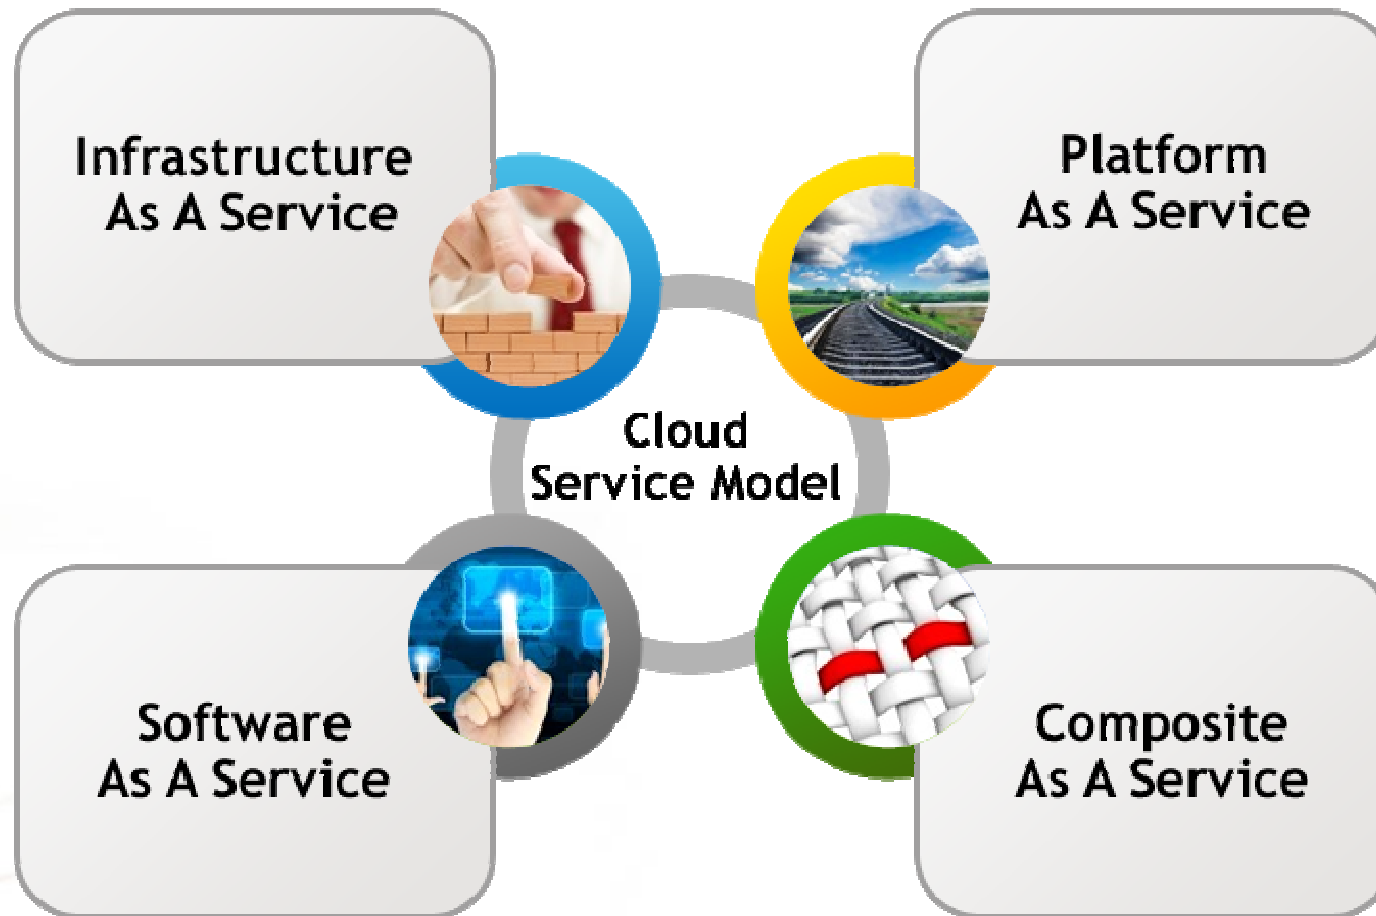 Infrastructure
As A Service
Platform
As A Service
Cloud
Service Model
Software
As A Service
Composite
As A Service